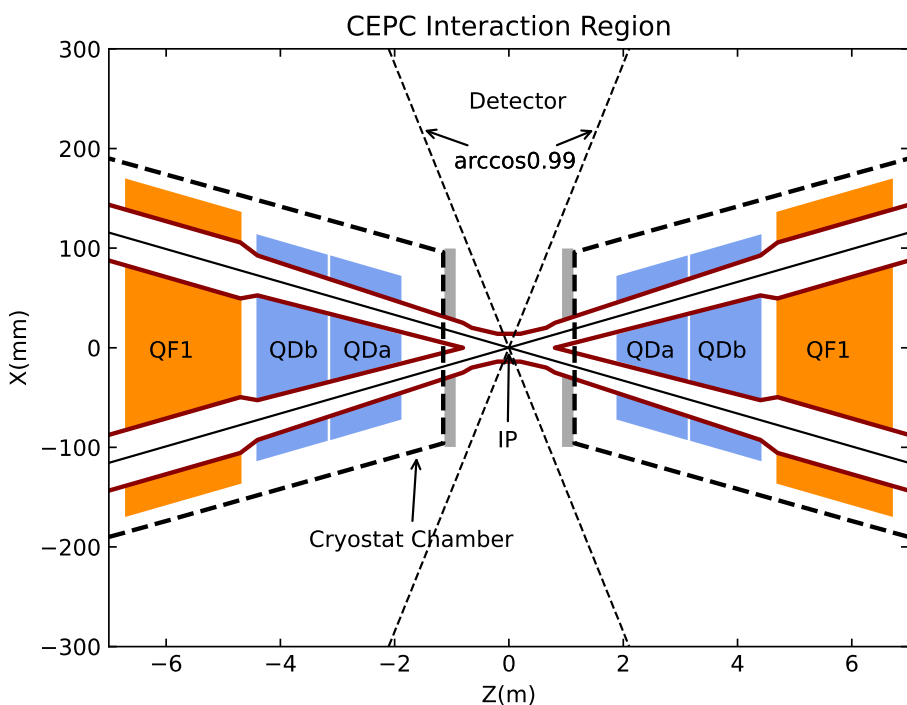 CEPC Interaction Region
300
200
100
0
−100
−200
−300
X(mm)
Detector
arccos0.99
QF1
QDb
QDa
QDa
QDb
QF1
IP
Cryostat Chamber
−6
−4
−2
0
2
4
6
Z(m)